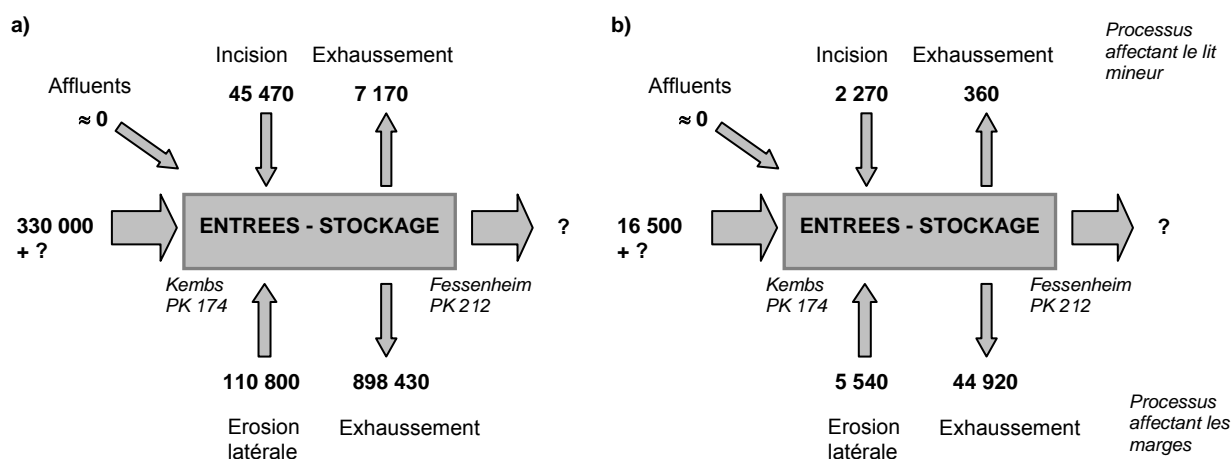 a)
Incision
Exhaussement
45 470
7 170
Affluents
≈ 0
330 000
+ ?
ENTREES - STOCKAGE
?
Kembs
PK 174
Fessenheim
PK 212
110 800
898 430
Erosion
latérale
Exhaussement
b)
Incision
Exhaussement
Processus
affectant le lit
mineur
2 270
360
Affluents
≈ 0
16 500
+ ?
ENTREES - STOCKAGE
?
Kembs
PK 174
Fessenheim
PK 212
5 540
44 920
Erosion
latérale
Exhaussement
Processus
affectant les
marges